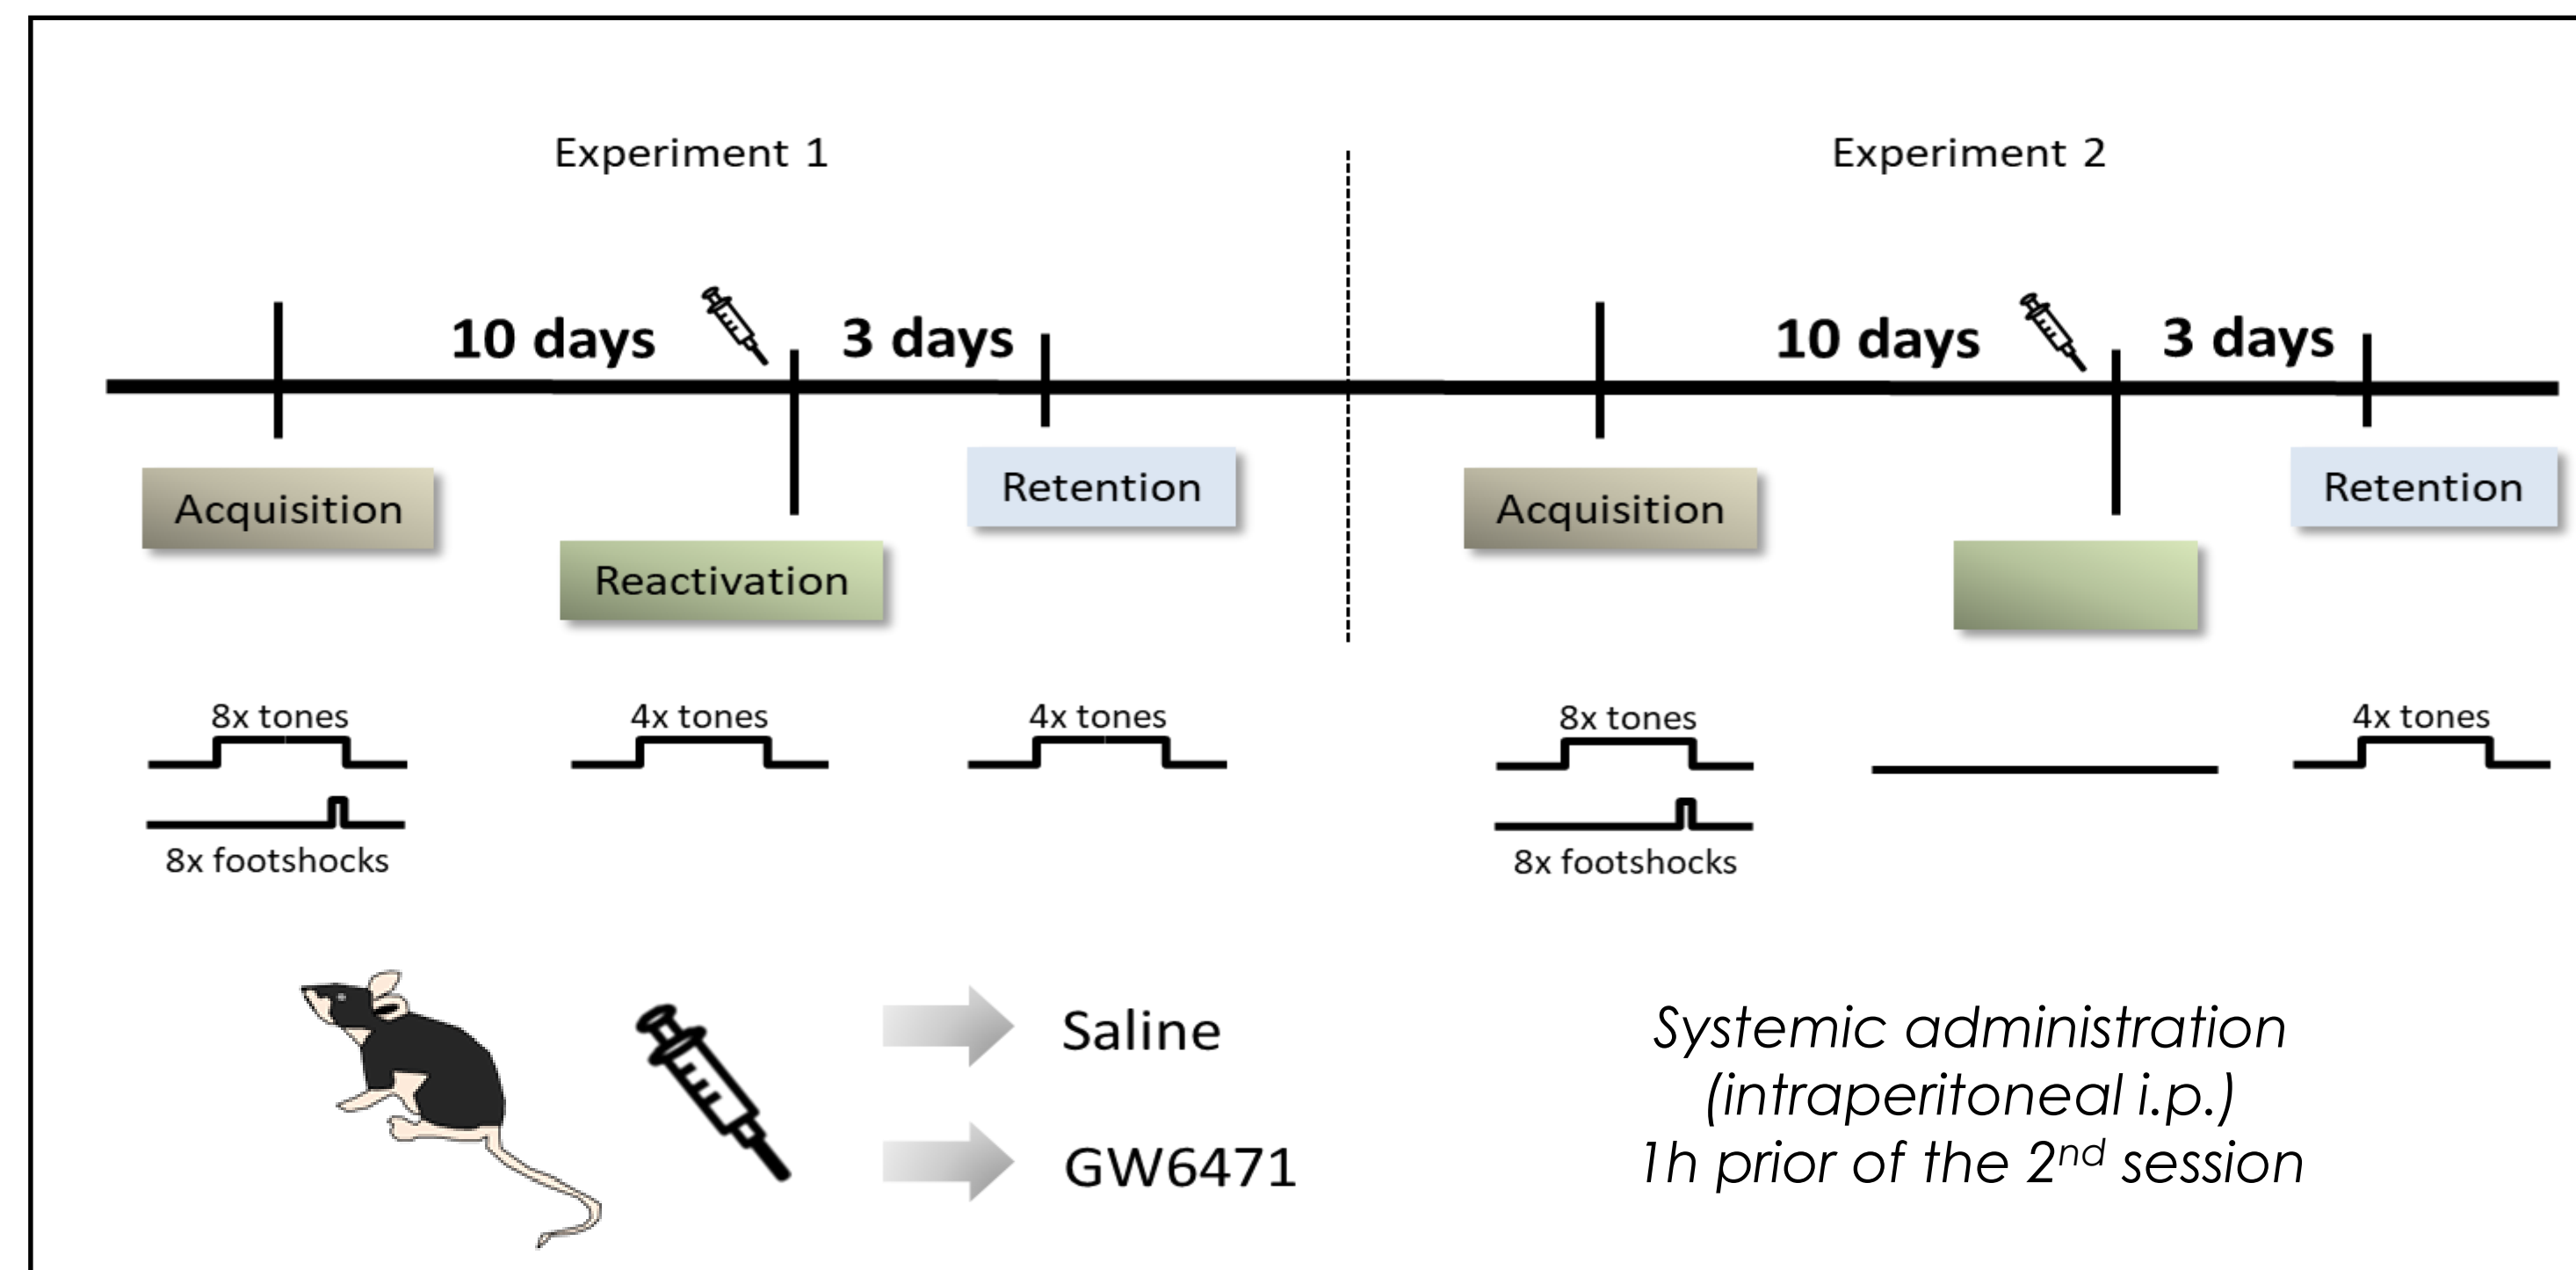 Experiment 1
Experiment 2
10 days
3 days
10 days
3 days
Acquisition
Reactivation
Retention
Acquisition
Retention
8x tones
4x tones
4x tones
8x tones
4x tones
8x footshocks
8x footshocks
Saline
GW6471
Systemic administration
(intraperitoneal i.p.)
1h prior of the 2nd session